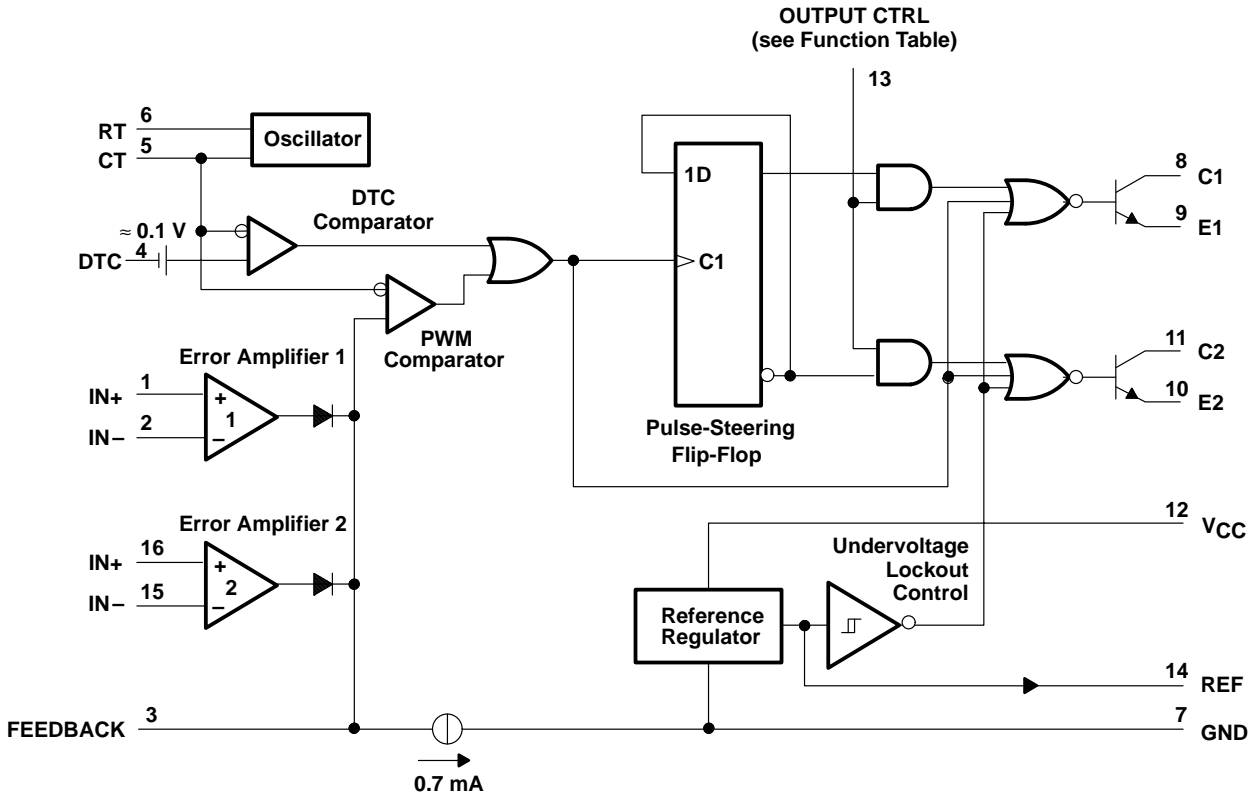 OUTPUT CTRL
(see Function Table)
13
6
RT
5
CT
Oscillator
DTC
Comparator
≈ 0.1 V
4
DTC
PWM
Comparator
1D
C1
Pulse-Steering
Flip-Flop
8
C1
9
E1
11
C2
10
E2
Error Amplifier 1
1
IN+
2
IN−
+
1
−
Error Amplifier 2
16
IN+
15
IN−
+
2
−
12
VCC
Undervoltage
Lockout
Control
Reference
Regulator
14
REF
3
FEEDBACK
7
GND
0.7 mA